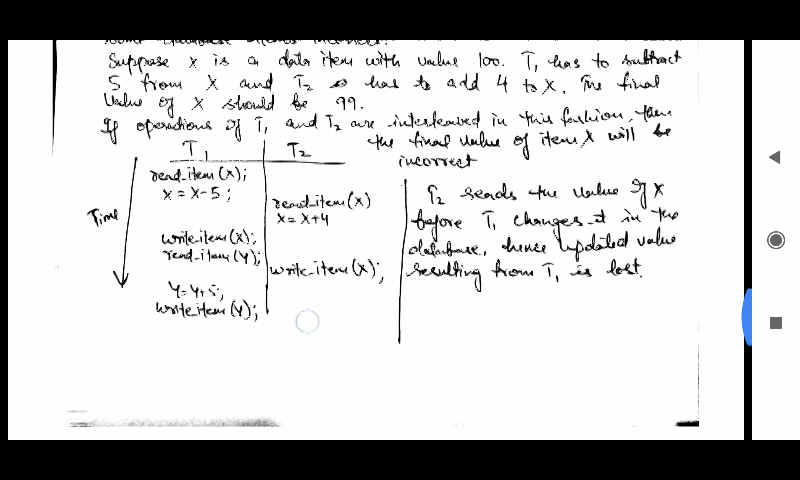 Suppose X is a data item with value 100. T1 has to subtract
5 from X and T2 has to add 4 to X. The final
value of X should be 99.
If operations of T1 and T2 are interleaved in this fashion, then
the final value of item X will be
incorrect
T1 T2
Time
read_item(X);
X = X-5;
read_item(X)
X = X+4
write_item(X);
read_item(Y);
write_item(X);
Y=Y+5;
write_item(Y);
T2 reads the value of X
before T1 changes it in the
database, hence updated value
resulting from T1 is lost.